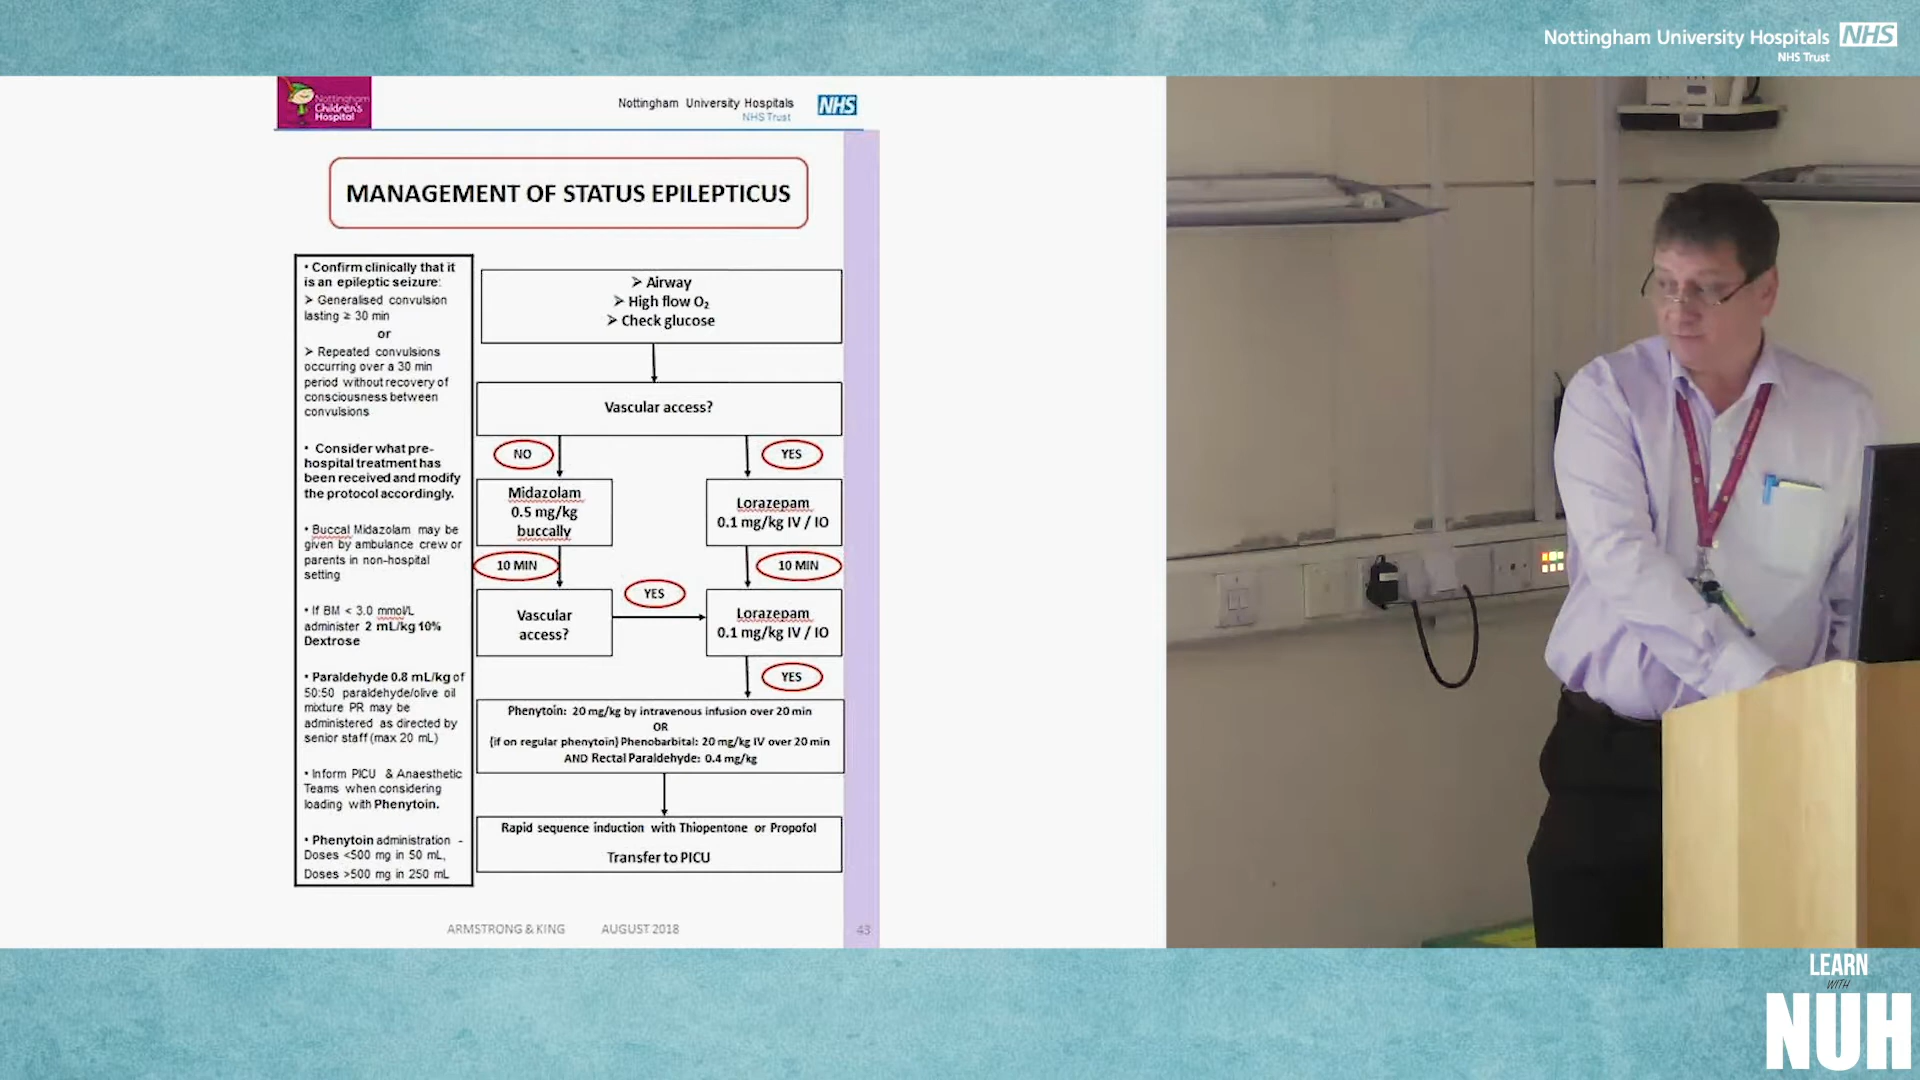 Nottingham University Hospitals NHS
NHS Trust
Nottingham
Children's
Hospital
Nottingham University Hospitals NHS
NHS Trust
MANAGEMENT OF STATUS EPILEPTICUS
• Confirm clinically that it
is an epileptic seizure:
➢ Generalised convulsion
lasting ≥ 30 min
or
➢ Repeated convulsions
occurring over a 30 min
period without recovery of
consciousness between
convulsions
• Consider what pre-
hospital treatment has
been received and modify
the protocol accordingly.
• Buccal Midazolam may be
given by ambulance crew or
parents in non-hospital
setting
• If BM < 3.0 mmol/L
administer 2 mL/kg 10%
Dextrose
• Paraldehyde 0.8 mL/kg of
50:50 paraldehyde/olive oil
mixture PR may be
administered as directed by
senior staff (max 20 mL)
• Inform PICU & Anaesthetic
Teams when considering
loading with Phenytoin.
• Phenytoin administration -
Doses <500 mg in 50 mL,
Doses >500 mg in 250 mL
➢ Airway
➢ High flow O₂
➢ Check glucose
Vascular access?
NO
YES
Midazolam
0.5 mg/kg
buccally
Lorazepam
0.1 mg/kg IV / IO
10 MIN
10 MIN
Vascular
access?
YES
Lorazepam
0.1 mg/kg IV / IO
YES
Phenytoin: 20 mg/kg by intravenous infusion over 20 min
OR
(if on regular phenytoin) Phenobarbital: 20 mg/kg IV over 20 min
AND Rectal Paraldehyde: 0.4 mg/kg
Rapid sequence induction with Thiopentone or Propofol
Transfer to PICU
ARMSTRONG & KING AUGUST 2018 43
LEARN
WITH
NUH